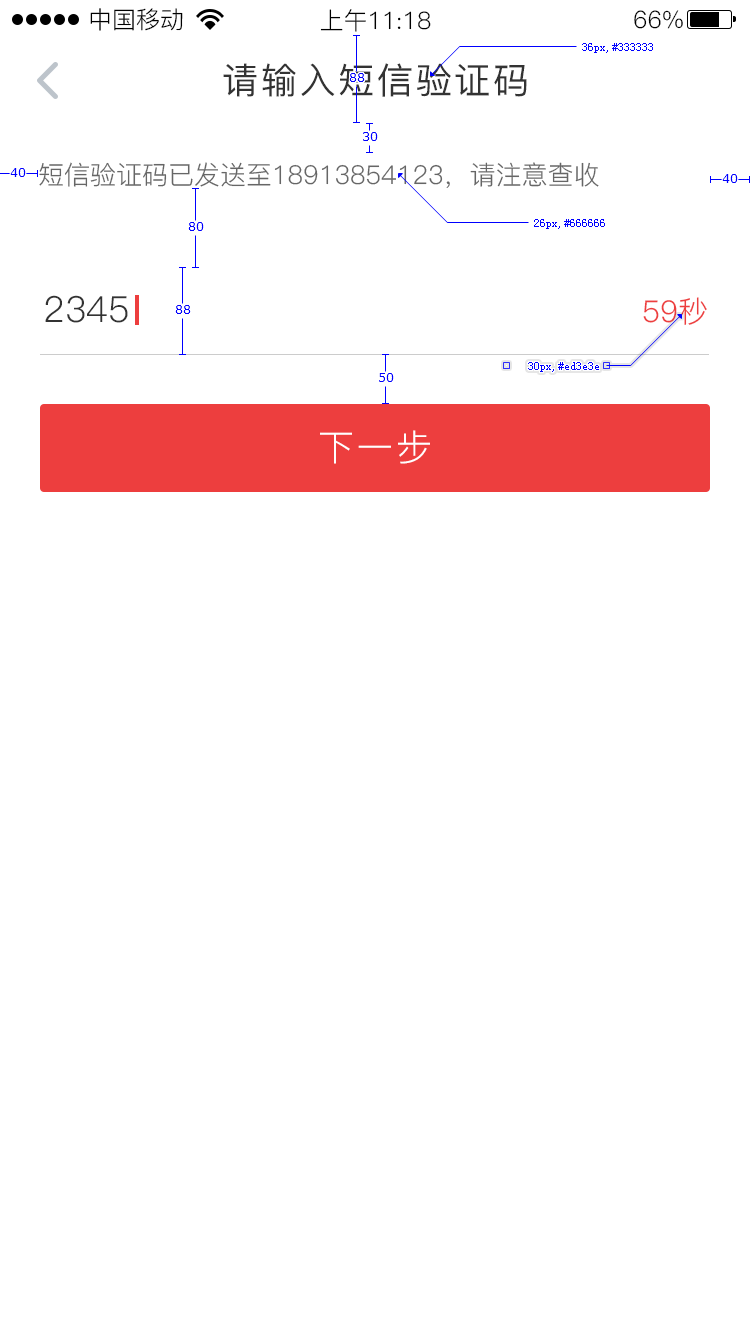 中国移动 上午11:18 66%
36px, #333333
请输入短信验证码
88
30
40 短信验证码已发送至18913854123，请注意查收 40
26px, #666666
80
2345 88 59秒
30px, #ed3e3e
50
下一步